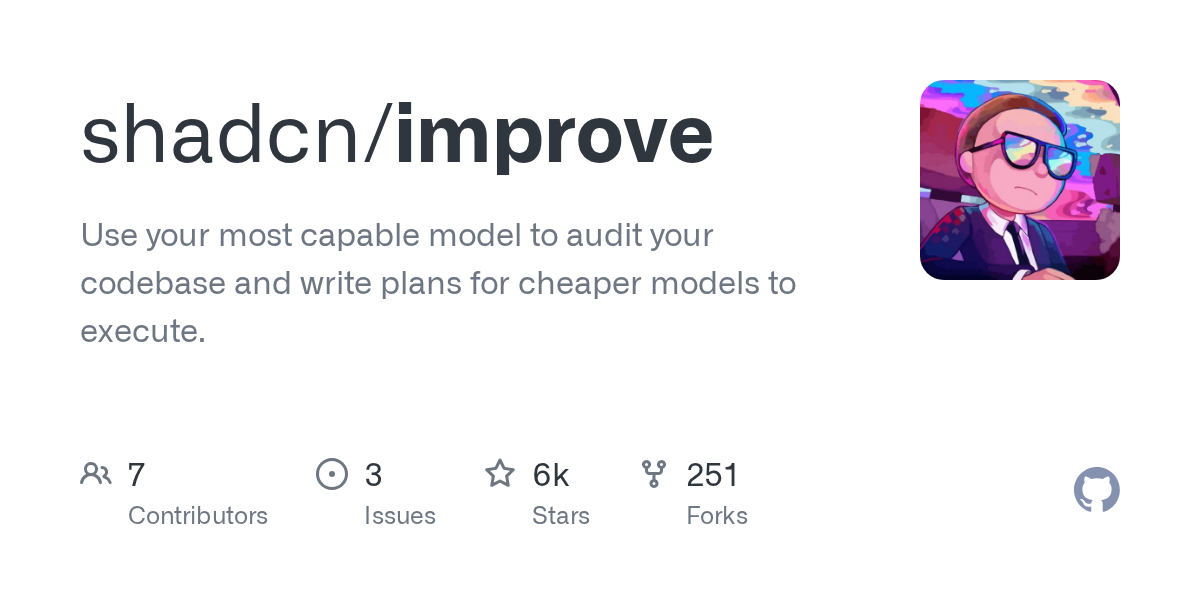 shadcn/improve
Use your most capable model to audit your
codebase and write plans for cheaper models to
execute.
7 3 6k 251
Contributors Issues Stars Forks